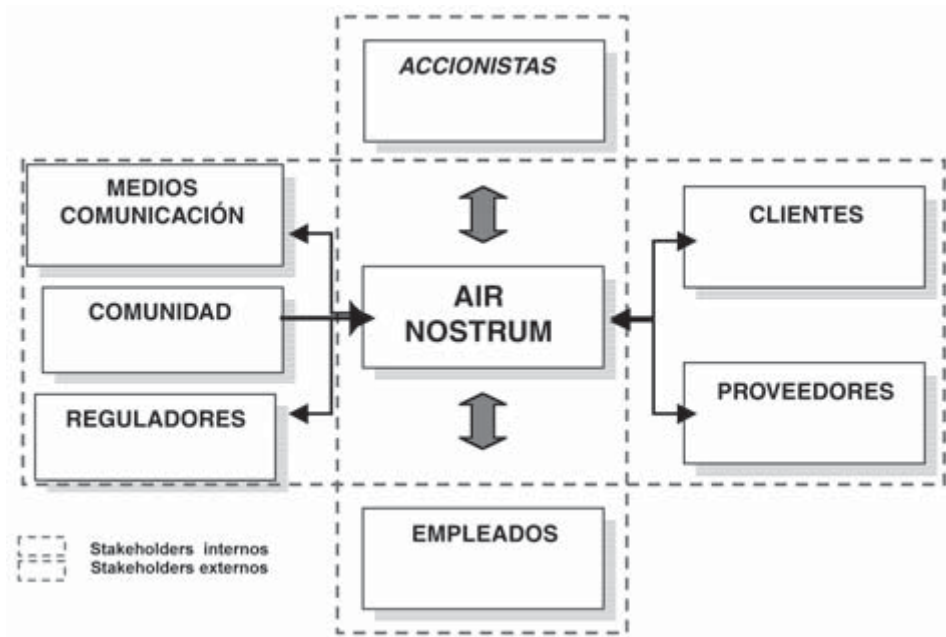 ACCIONISTAS
MEDIOS
COMUNICACIÓN
CLIENTES
COMUNIDAD
AIR
NOSTRUM
REGULADORES
PROVEEDORES
EMPLEADOS
Stakeholders internos
Stakeholders externos